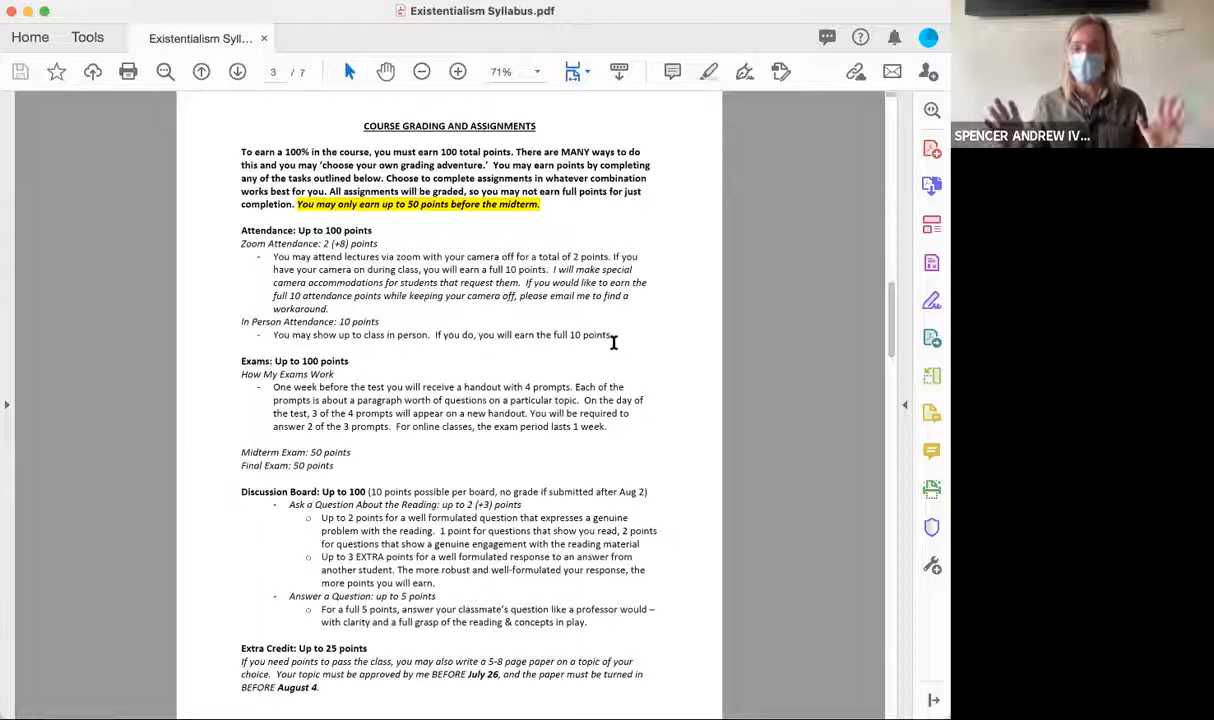 Existentialism Syllabus.pdf
Home
Tools
Existentialism Syll... ×
3 / 7
71%
SPENCER ANDREW IV...
COURSE GRADING AND ASSIGNMENTS
To earn a 100% in the course, you must earn 100 total points. There are MANY ways to do
this and you may 'choose your own grading adventure.' You may earn points by completing
any of the tasks outlined below. Choose to complete assignments in whatever combination
works best for you. All assignments will be graded, so you may not earn full points for just
completion. You may only earn up to 50 points before the midterm.
Attendance: Up to 100 points
Zoom Attendance: 2 (+8) points
- You may attend lectures via zoom with your camera off for a total of 2 points. If you
have your camera on during class, you will earn a full 10 points. I will make special
camera accommodations for students that request them. If you would like to earn the
full 10 attendance points while keeping your camera off, please email me to find a
workaround.
In Person Attendance: 10 points
- You may show up to class in person. If you do, you will earn the full 10 points.
Exams: Up to 100 points
How My Exams Work
- One week before the test you will receive a handout with 4 prompts. Each of the
prompts is about a paragraph worth of questions on a particular topic. On the day of
the test, 3 of the 4 prompts will appear on a new handout. You will be required to
answer 2 of the 3 prompts. For online classes, the exam period lasts 1 week.
Midterm Exam: 50 points
Final Exam: 50 points
Discussion Board: Up to 100 (10 points possible per board, no grade if submitted after Aug 2)
- Ask a Question About the Reading: up to 2 (+3) points
o Up to 2 points for a well formulated question that expresses a genuine
problem with the reading. 1 point for questions that show you read, 2 points
for questions that show a genuine engagement with the reading material
o Up to 3 EXTRA points for a well formulated response to an answer from
another student. The more robust and well-formulated your response, the
more points you will earn.
- Answer a Question: up to 5 points
o For a full 5 points, answer your classmate's question like a professor would –
with clarity and a full grasp of the reading & concepts in play.
Extra Credit: Up to 25 points
If you need points to pass the class, you may also write a 5-8 page paper on a topic of your
choice. Your topic must be approved by me BEFORE July 26, and the paper must be turned in
BEFORE August 4.